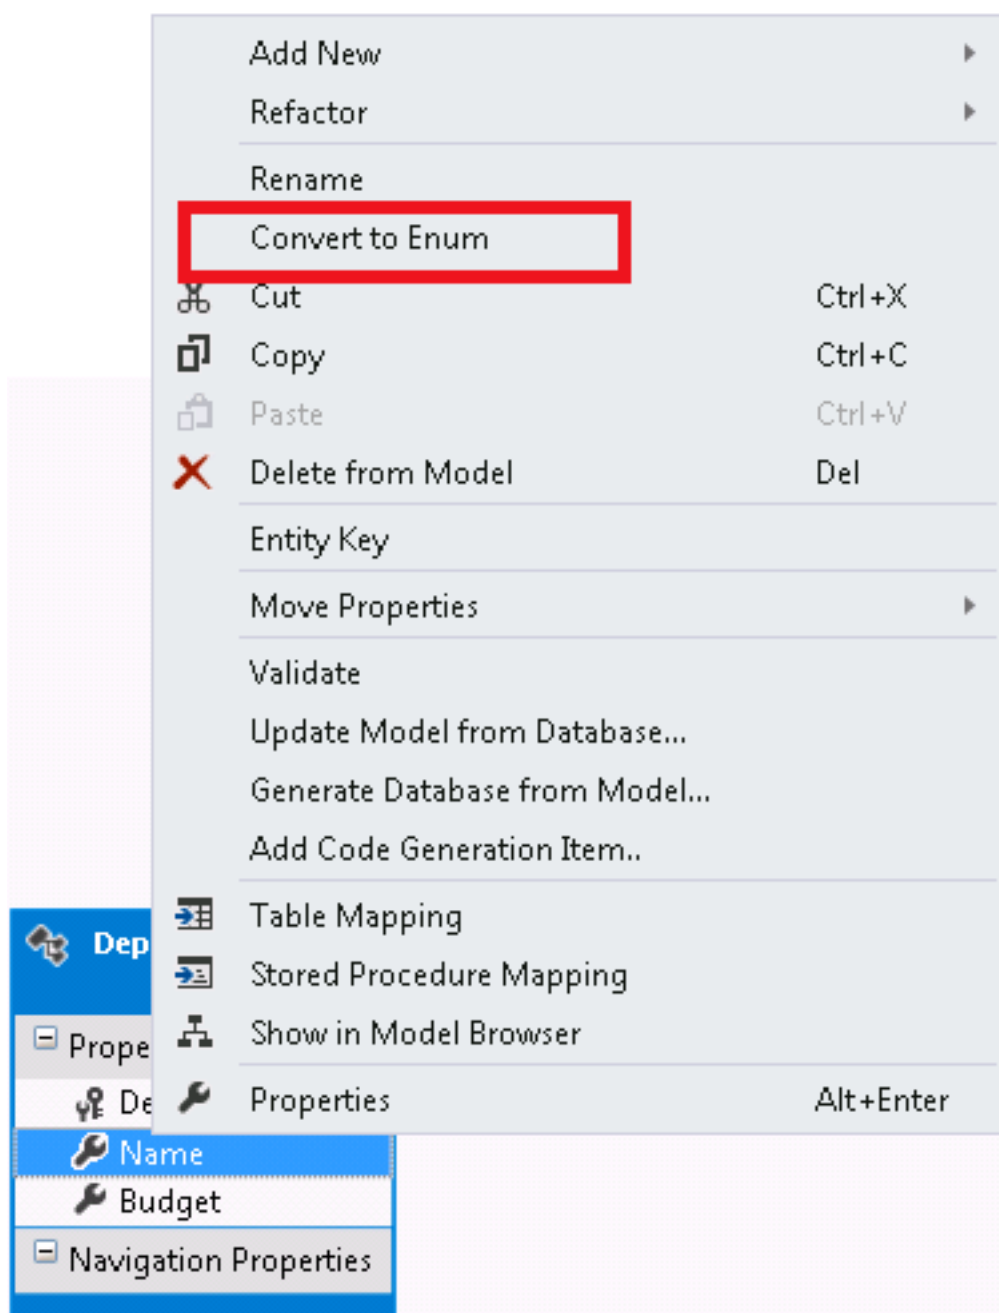 Add New
Refactor
Rename
Convert to Enum
Cut Ctrl+X
Copy Ctrl+C
Paste Ctrl+V
Delete from Model Del
Entity Key
Move Properties
Validate
Update Model from Database...
Generate Database from Model...
Add Code Generation Item..
Table Mapping
Stored Procedure Mapping
Show in Model Browser
Properties Alt+Enter
Dep
Prope
De
Name
Budget
Navigation Properties